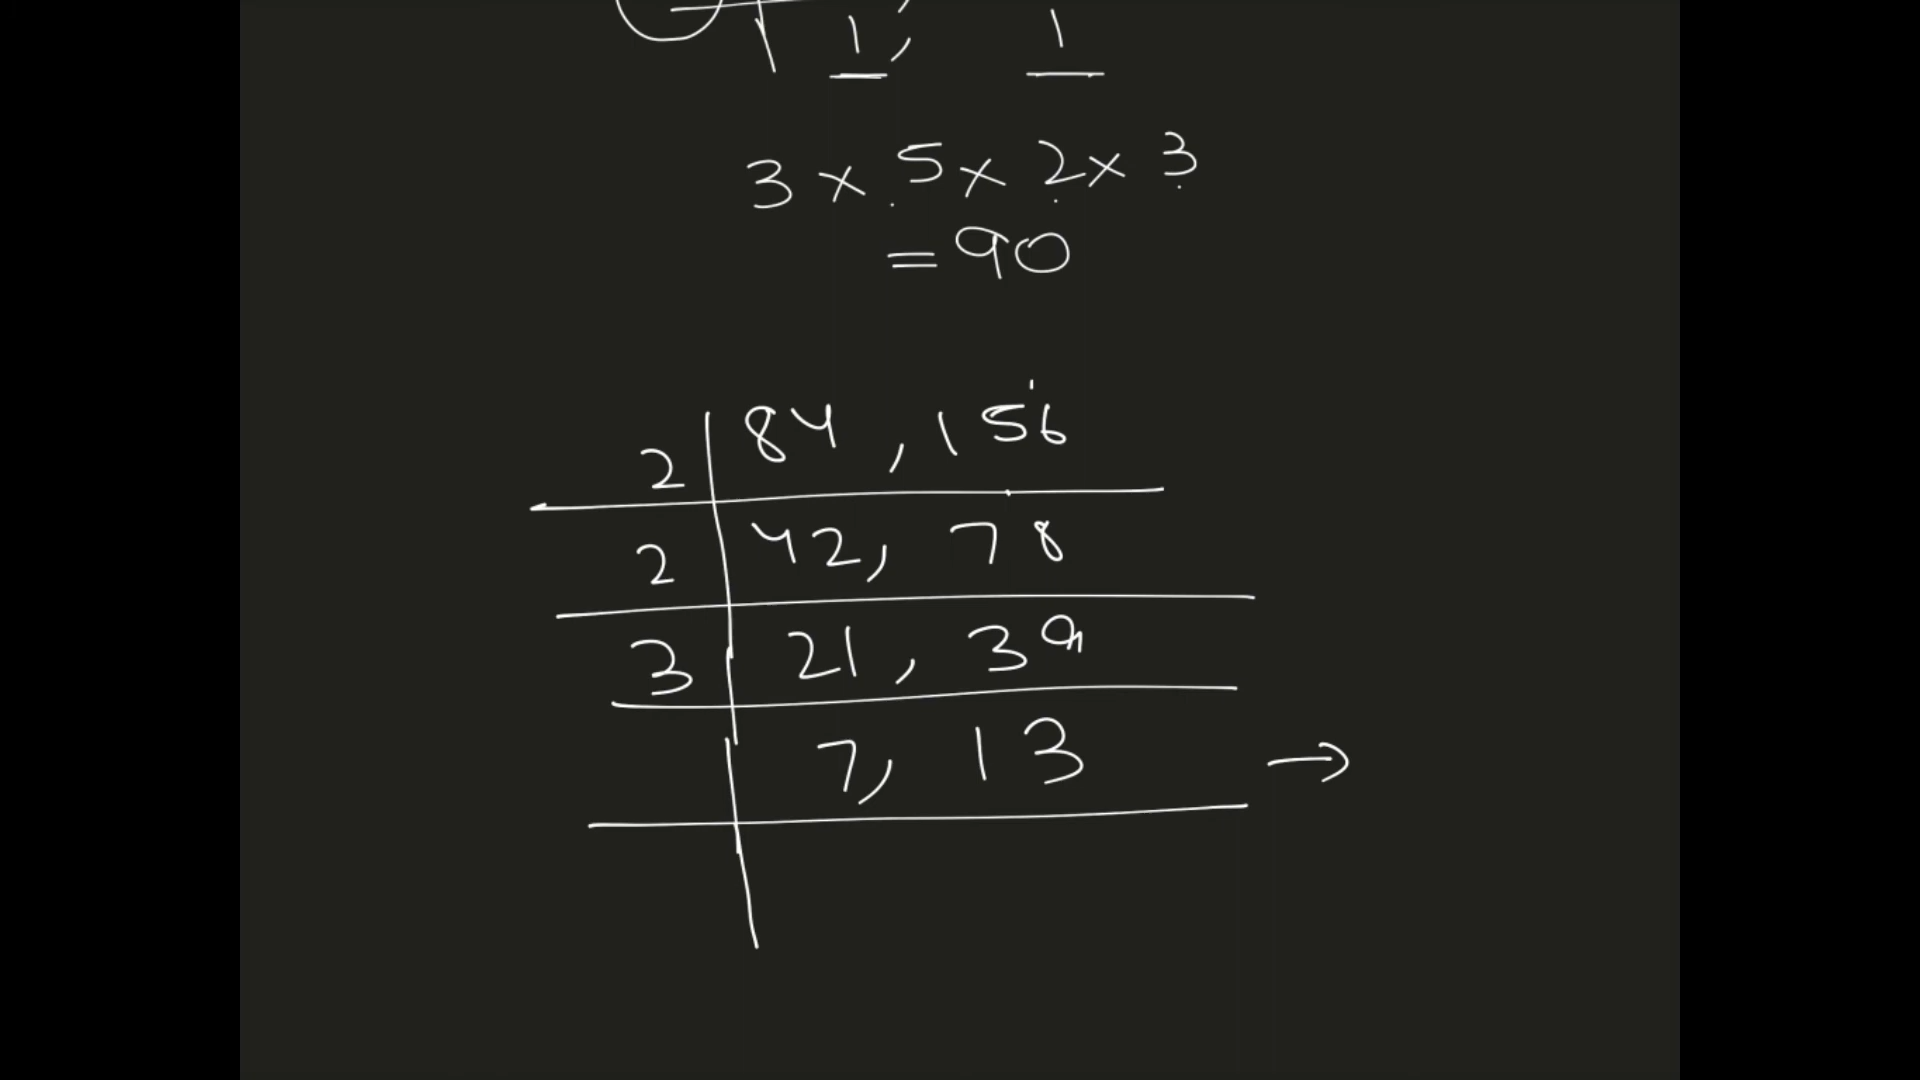 1, 1
3 x 5 x 2 x 3
= 90
2 | 84, 156
2 | 42, 78
3 | 21, 39
7, 13 →